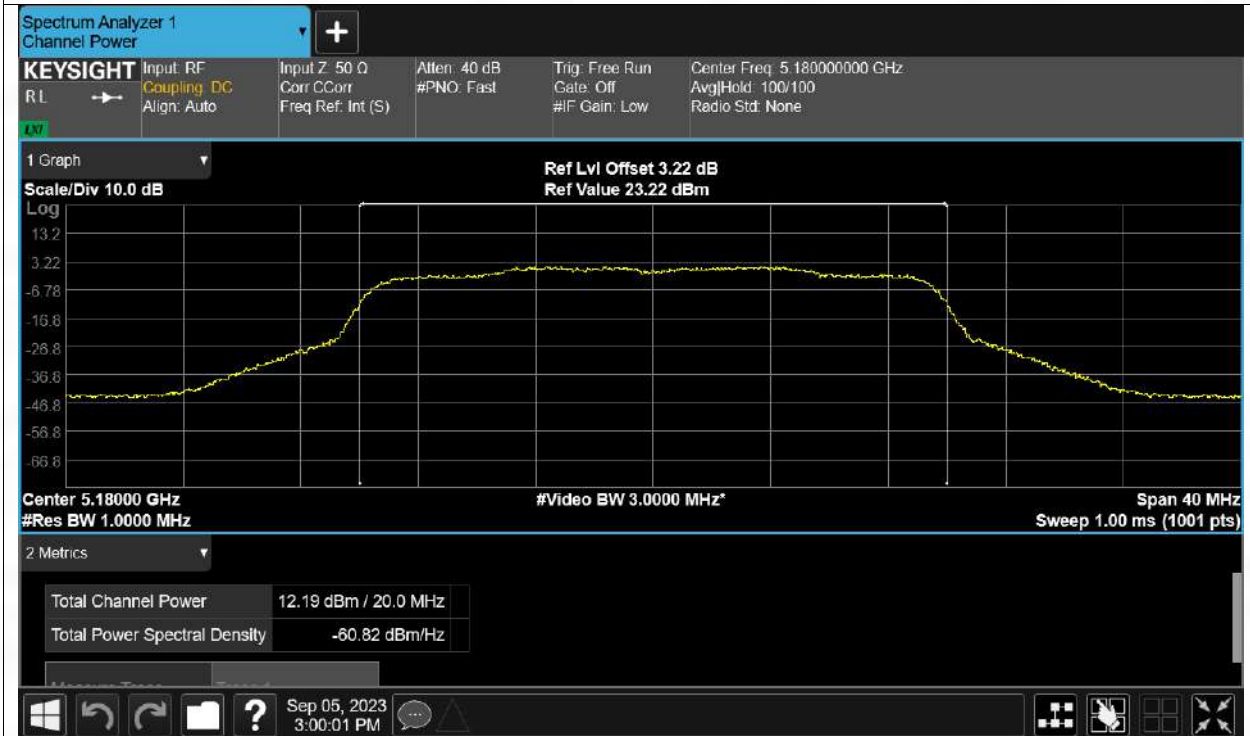 Spectrum Analyzer 1
Channel Power
KEYSIGHT
R L
LXI
Input: RF
Coupling: DC
Align: Auto
Input Z: 50 Ω
Corr CCorr
Freq Ref: Int (S)
Atten: 40 dB
#PNO: Fast
Trig: Free Run
Gate: Off
#IF Gain: Low
Center Freq: 5.180000000 GHz
Avg|Hold: 100/100
Radio Std: None
1 Graph
Scale/Div 10.0 dB
Ref Lvl Offset 3.22 dB
Ref Value 23.22 dBm
Log
13.2
3.22
-6.78
-16.8
-26.8
-36.8
-46.8
-56.8
-66.8
Center 5.18000 GHz
#Video BW 3.0000 MHz*
Span 40 MHz
#Res BW 1.0000 MHz
Sweep 1.00 ms (1001 pts)
2 Metrics
Total Channel Power 12.19 dBm / 20.0 MHz
Total Power Spectral Density -60.82 dBm/Hz
?
Sep 05, 2023
3:00:01 PM